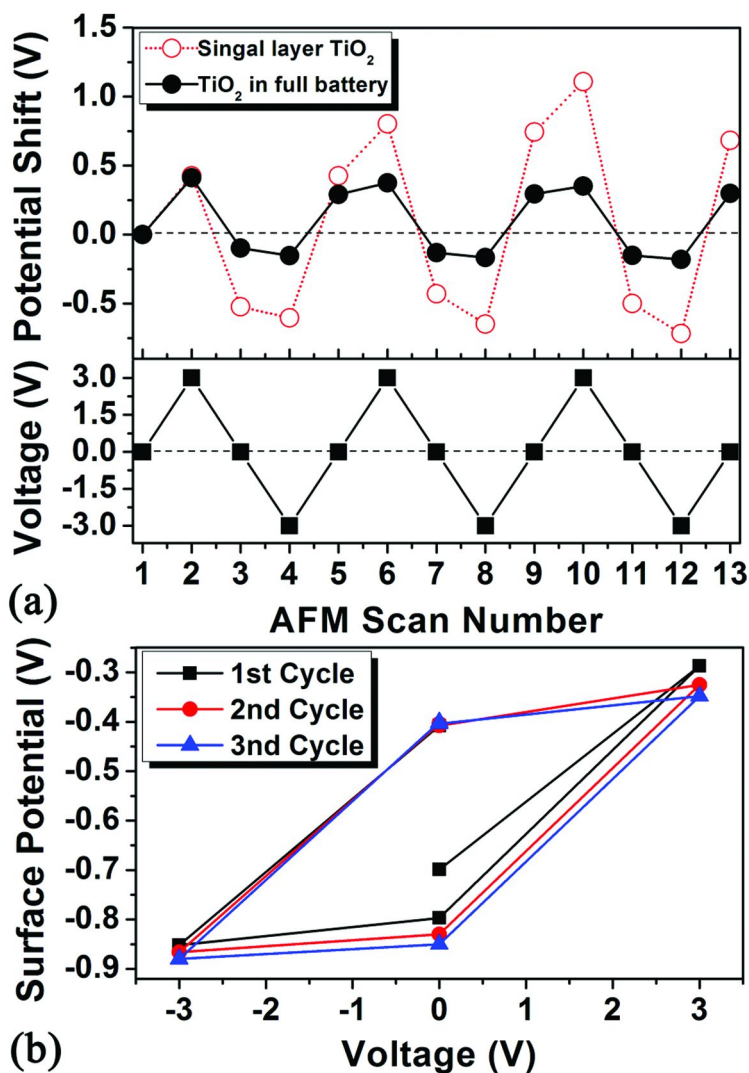 Singal layer TiO₂
TiO₂ in full battery
Potential Shift (V)
1.5
1.0
0.5
0.0
-0.5
Voltage (V)
3.0
1.5
0.0
-1.5
-3.0
1 2 3 4 5 6 7 8 9 10 11 12 13
AFM Scan Number
(a)
1st Cycle
2nd Cycle
3nd Cycle
Surface Potential (V)
-0.3
-0.4
-0.5
-0.6
-0.7
-0.8
-0.9
-3 -2 -1 0 1 2 3
Voltage (V)
(b)